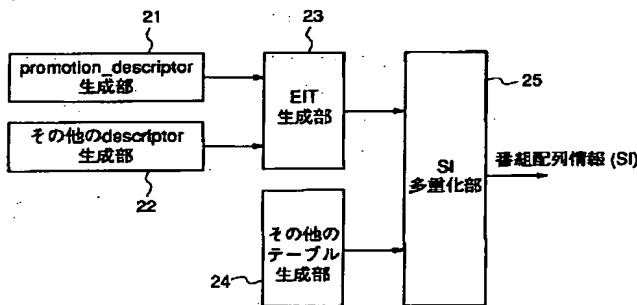 21
promotion_descriptor
生成部
その他のdescriptor
生成部
22
23
EIT
生成部
その他の
テーブル
生成部
24
25
SI
多重化部
番組配列情報 (SI)